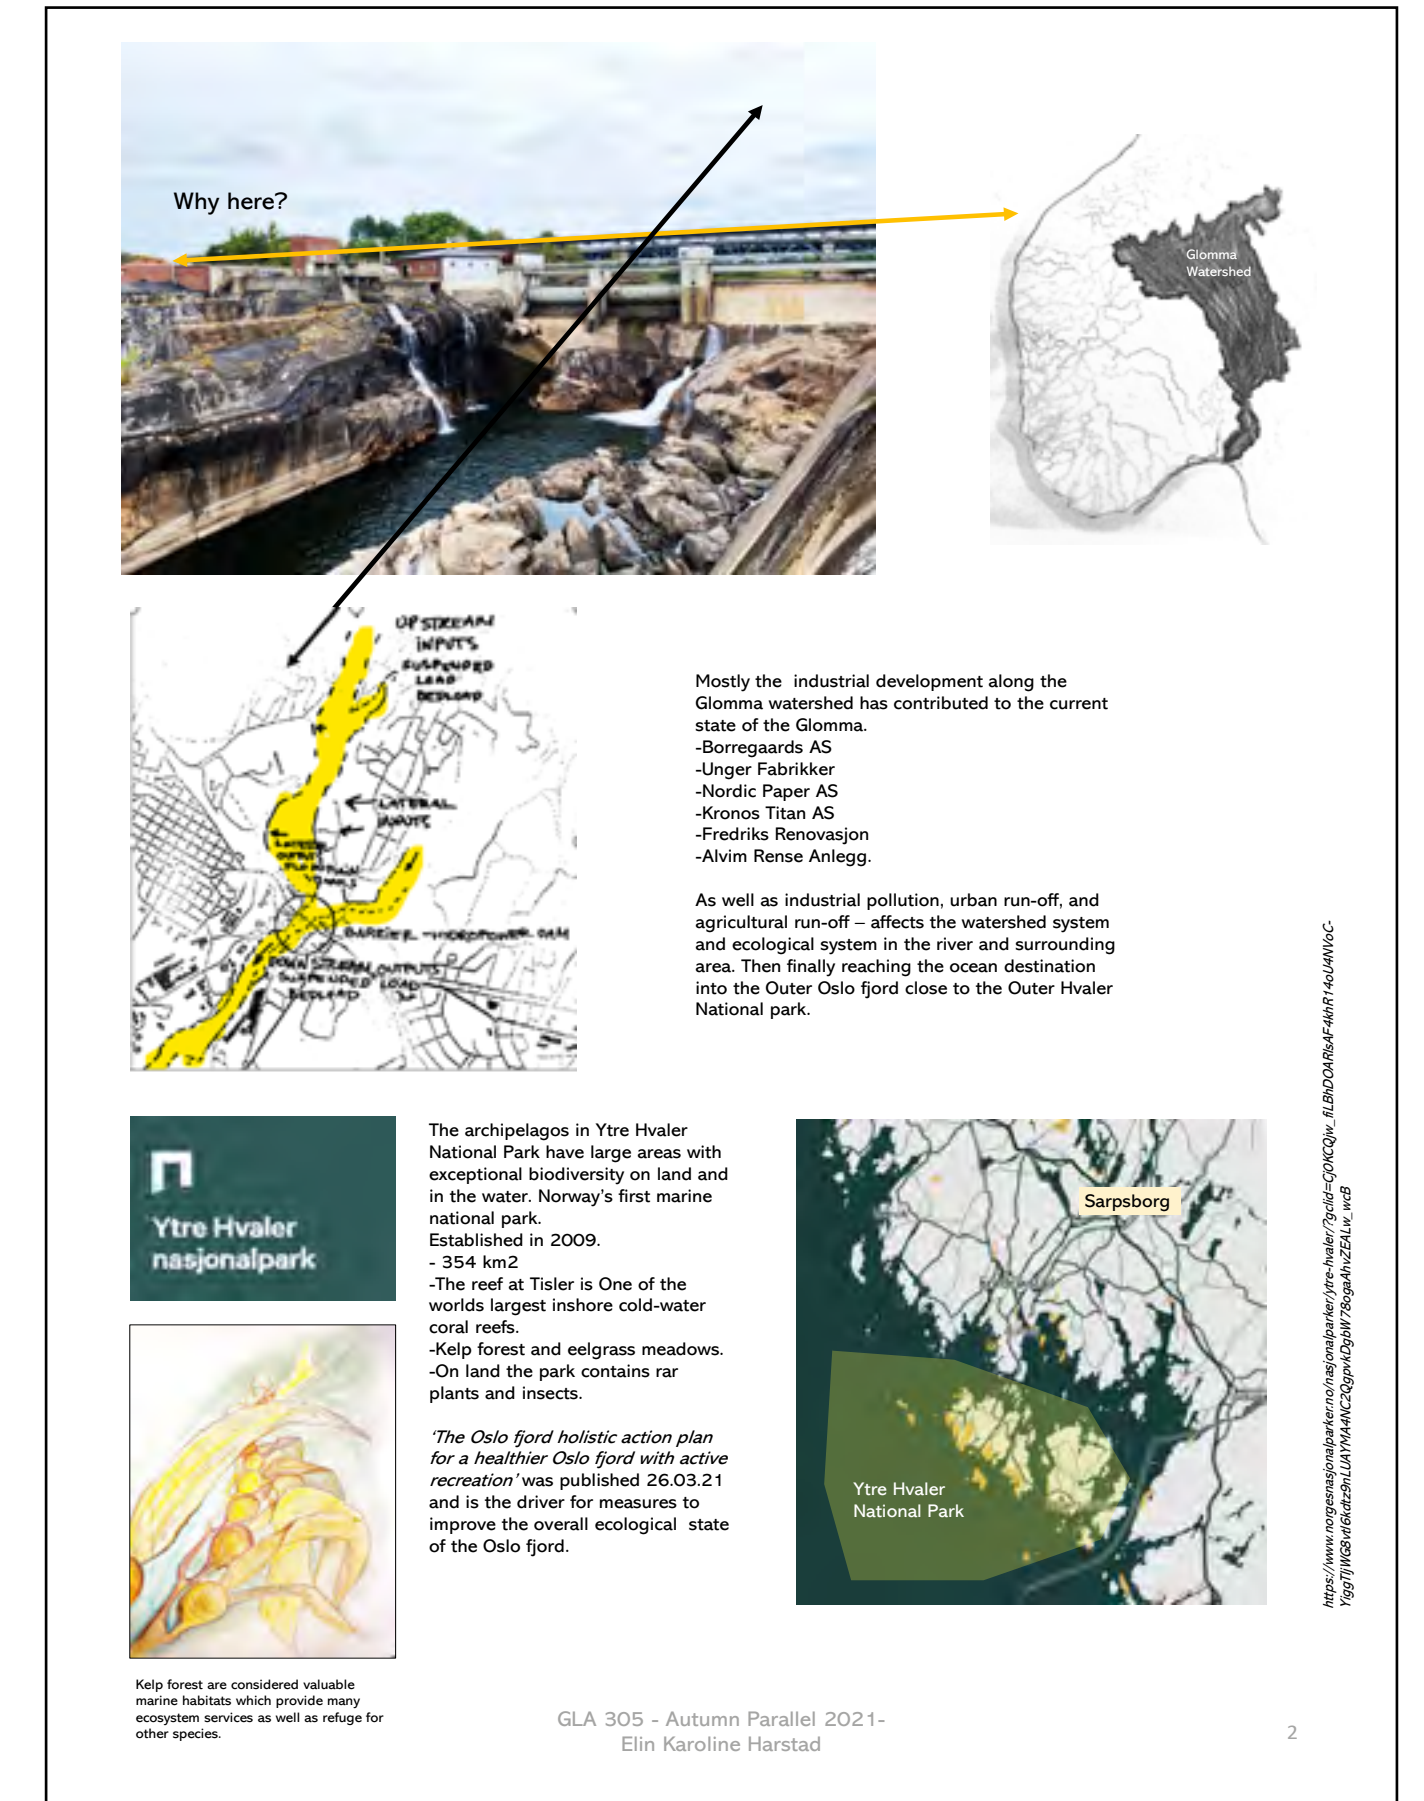 Why here?
Glomma
Watershed
UPSTREAM
INPUTS
SUSPENDED
LOAD
BEDLOAD
LATERAL
INPUTS
BARRIER - HYDROPOWER DAM
DOWNSTREAM OUTPUTS
SUSPENDED LOAD
BEDLOAD
Mostly the  industrial development along the
Glomma watershed has contributed to the current
state of the Glomma.
-Borregaards AS
-Unger Fabrikker
-Nordic Paper AS
-Kronos Titan AS
-Fredriks Renovasjon
-Alvim Rense Anlegg.
As well as industrial pollution, urban run-off, and
agricultural run-off – affects the watershed system
and ecological system in the river and surrounding
area. Then finally reaching the ocean destination
into the Outer Oslo fjord close to the Outer Hvaler
National park.
Ytre Hvaler
nasjonalpark
The archipelagos in Ytre Hvaler
National Park have large areas with
exceptional biodiversity on land and
in the water. Norway's first marine
national park.
Established in 2009.
- 354 km2
-The reef at Tisler is One of the
worlds largest inshore cold-water
coral reefs.
-Kelp forest and eelgrass meadows.
-On land the park contains rar
plants and insects.
'The Oslo fjord holistic action plan
for a healthier Oslo fjord with active
recreation' was published 26.03.21
and is the driver for measures to
improve the overall ecological  state
of the Oslo fjord.
Sarpsborg
Ytre Hvaler
National Park
https://www.norgesnasjonalparker.no/nasjonalparker/ytre-hvaler/?gclid=Cj0KCQjw_fiLBhDOARIsAF4khR14oU4NVoC-
YiggTljWG8vtl6kdtz9nLUAYMA4NC2QgpvkDgbW78ogaAhvZEALw_wcB
Kelp forest are considered valuable
marine habitats which provide many
ecosystem services as well as refuge for
other species.
GLA 305 - Autumn Parallel 2021-
Elin Karoline Harstad
2